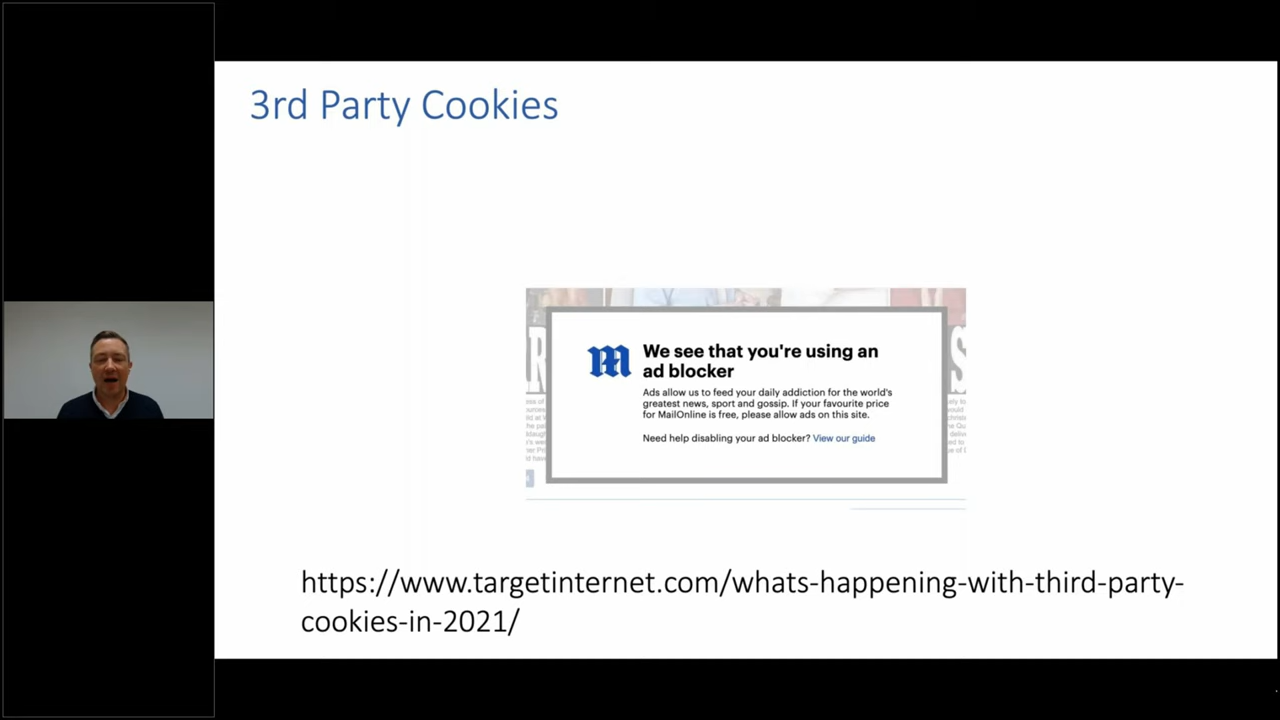 3rd Party Cookies
We see that you're using an
ad blocker
Ads allow us to feed your daily addiction for the world's
greatest news, sport and gossip. If your favourite price
for MailOnline is free, please allow ads on this site.
Need help disabling your ad blocker? View our guide
https://www.targetinternet.com/whats-happening-with-third-party-
cookies-in-2021/